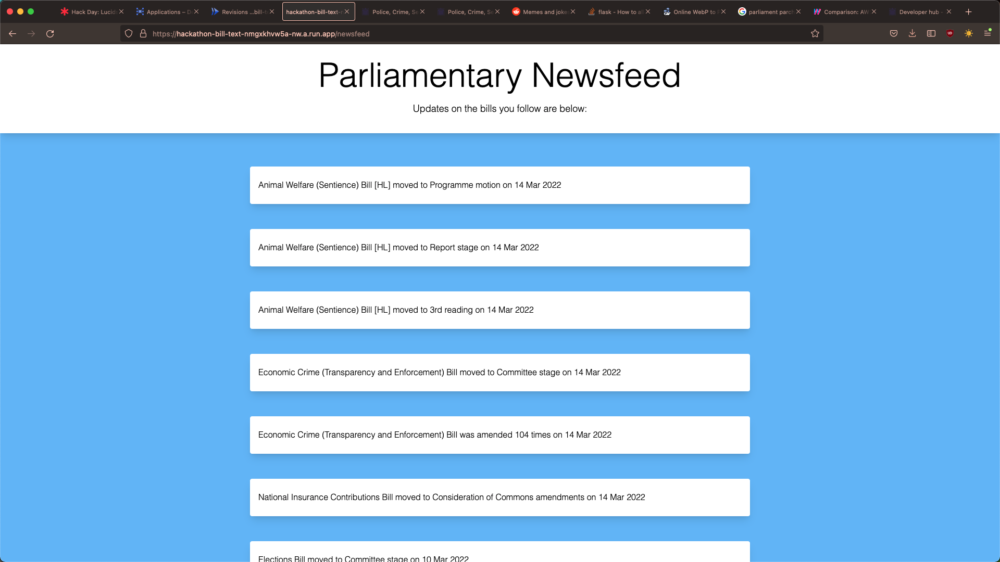 Hack Day: Lucid
Applications – D
Revisions ...bill-t
hackathon-bill-text-
Police, Crime, Se
Police, Crime, Se
Memes and joke
flask - How to al
Online WebP to
parliament parch
Comparison: AW
Developer hub -
https://hackathon-bill-text-nmgxkhvw5a-nw.a.run.app/newsfeed
Parliamentary Newsfeed
Updates on the bills you follow are below:
Animal Welfare (Sentience) Bill [HL] moved to Programme motion on 14 Mar 2022
Animal Welfare (Sentience) Bill [HL] moved to Report stage on 14 Mar 2022
Animal Welfare (Sentience) Bill [HL] moved to 3rd reading on 14 Mar 2022
Economic Crime (Transparency and Enforcement) Bill moved to Committee stage on 14 Mar 2022
Economic Crime (Transparency and Enforcement) Bill was amended 104 times on 14 Mar 2022
National Insurance Contributions Bill moved to Consideration of Commons amendments on 14 Mar 2022
Elections Bill moved to Committee stage on 10 Mar 2022